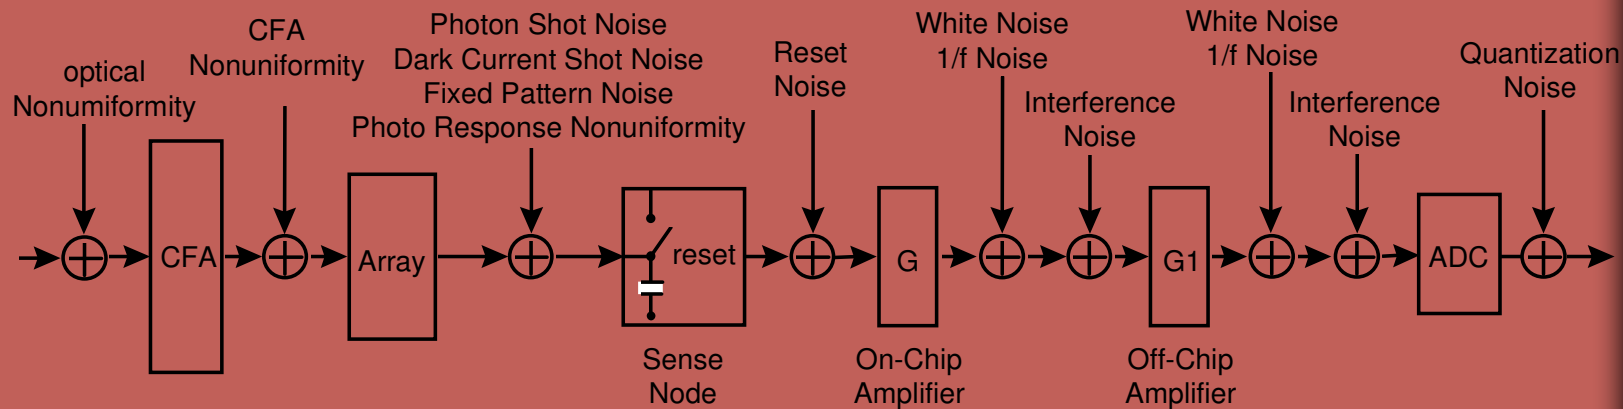 optical
Nonumiformity
CFA
Nonuniformity
Photon Shot Noise
Dark Current Shot Noise
Fixed Pattern Noise
Photo Response Nonuniformity
Reset
Noise
White Noise
1/f Noise
Interference
Noise
White Noise
1/f Noise
Interference
Noise
Quantization
Noise
CFA
Array
reset
G
G1
ADC
Sense
Node
On-Chip
Amplifier
Off-Chip
Amplifier